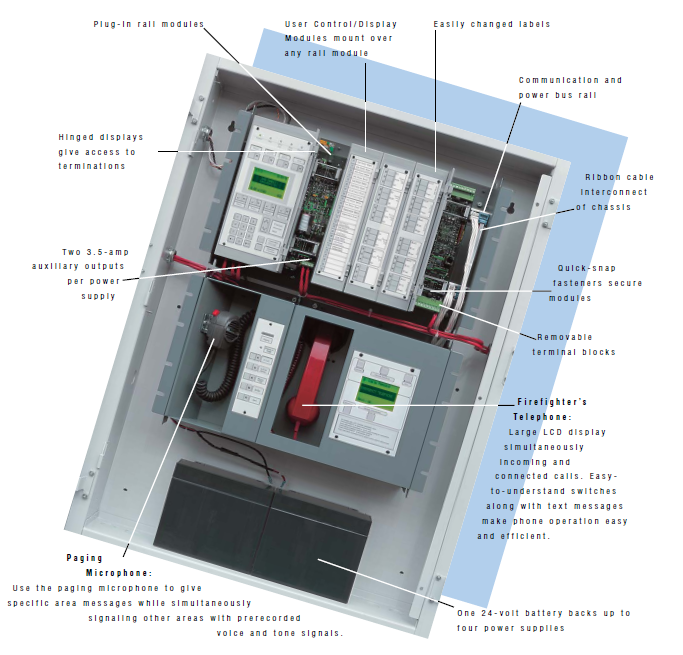 Plug-in rail modules
User Control/Display
Modules mount over
any rail module
Easily changed labels
Communication and
power bus rail
Hinged displays
give access to
terminations
Ribbon cable
interconnect
of chassis
Two 3.5-amp
auxiliary outputs
per power
supply
Quick-snap
fasteners secure
modules
Removable
terminal blocks
Firefighter's
Telephone:
Large LCD display
simultaneously
incoming and
connected calls. Easy-
to-understand switches
along with text messages
make phone operation easy
and efficient.
Paging
Microphone:
Use the paging microphone to give
specific area messages while simultaneously
signaling other areas with prerecorded
voice and tone signals.
One 24-volt battery backs up to
four power supplies